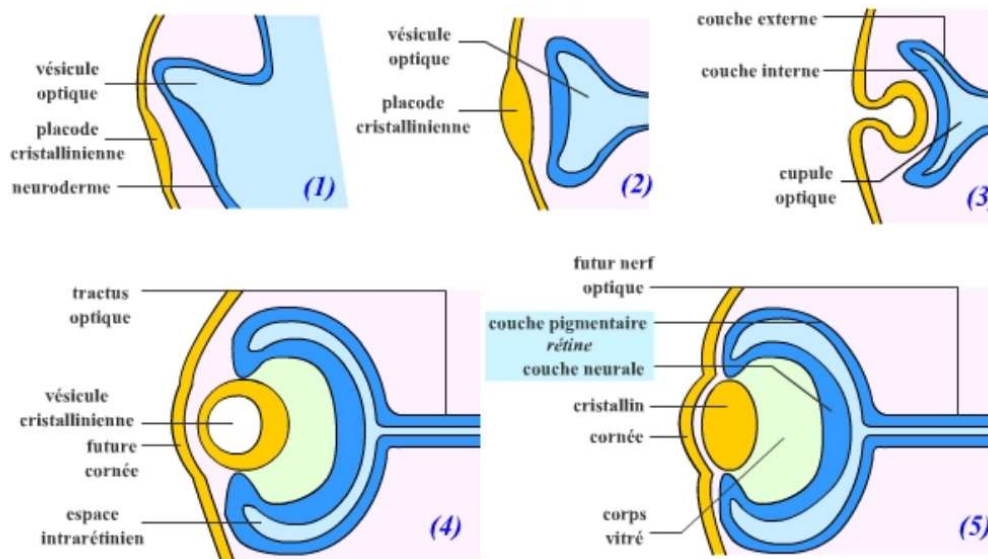 vésicule
optique
placode
cristallinienne
neuroderme
(1)
vésicule
optique
placode
cristallinienne
(2)
couche externe
couche interne
cupule
optique
(3)
tractus
optique
vésicule
cristallinienne
future
cornée
espace
intrarétinien
(4)
futur nerf
optique
couche pigmentaire
rétine
couche neurale
cristallin
cornée
corps
vitré
(5)